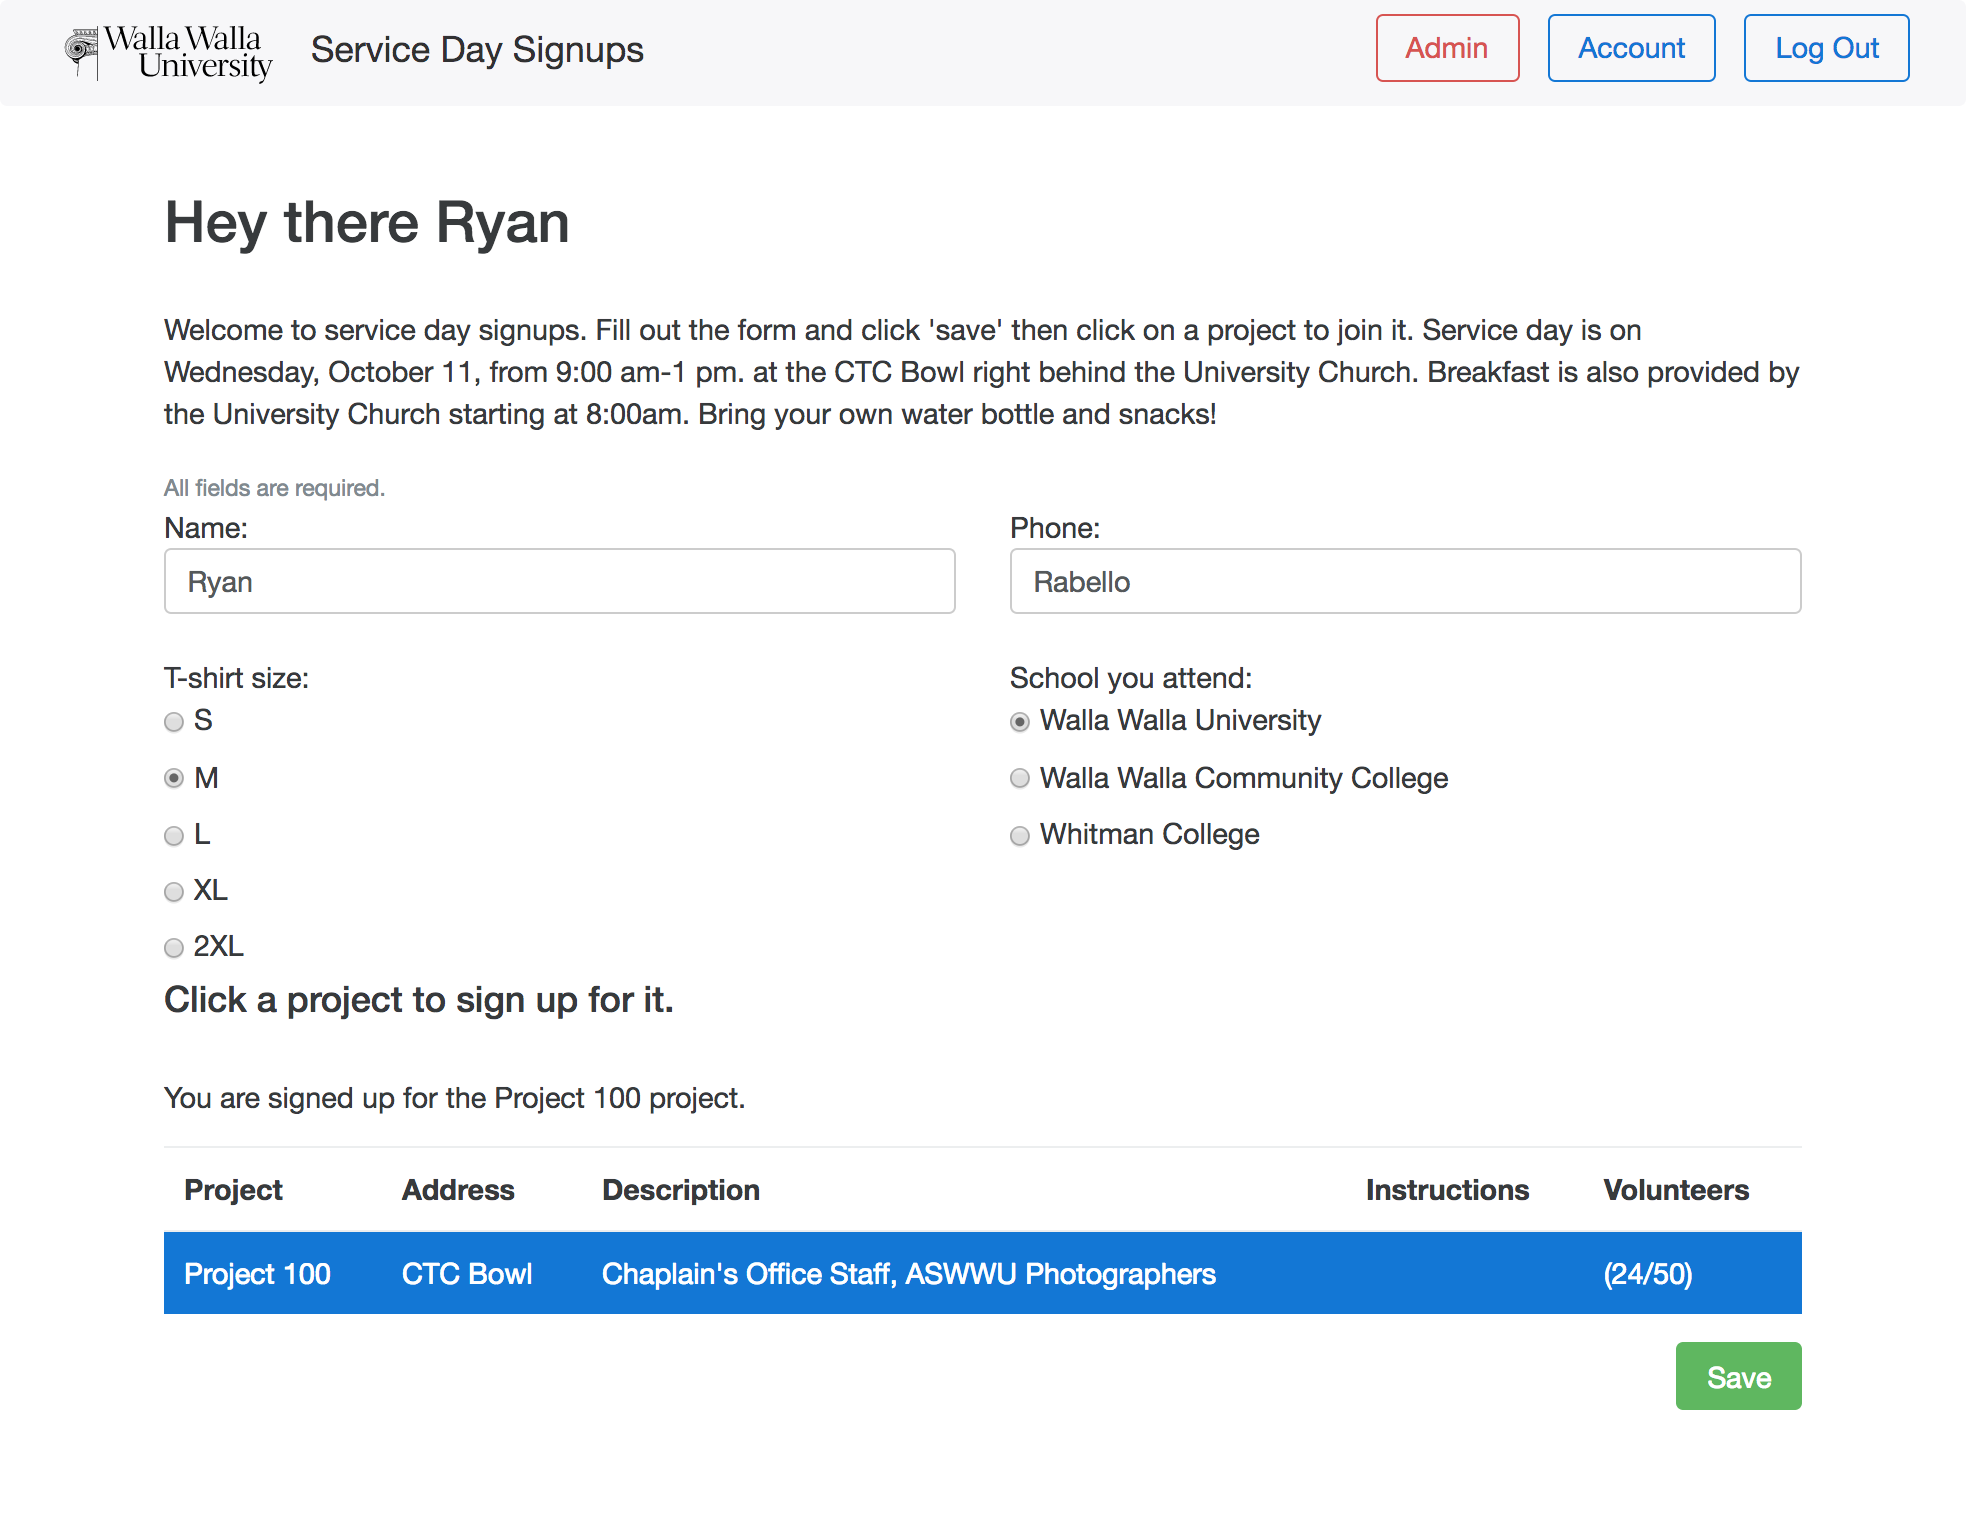 Walla Walla
University
Service Day Signups
Admin
Account
Log Out
Hey there Ryan
Welcome to service day signups. Fill out the form and click 'save' then click on a project to join it. Service day is on
Wednesday, October 11, from 9:00 am-1 pm. at the CTC Bowl right behind the University Church. Breakfast is also provided by
the University Church starting at 8:00am. Bring your own water bottle and snacks!
All fields are required.
Name:
Ryan
Phone:
Rabello
T-shirt size:
S
M
L
XL
2XL
School you attend:
Walla Walla University
Walla Walla Community College
Whitman College
Click a project to sign up for it.
You are signed up for the Project 100 project.
Project Address Description Instructions Volunteers
Project 100 CTC Bowl Chaplain's Office Staff, ASWWU Photographers (24/50)
Save